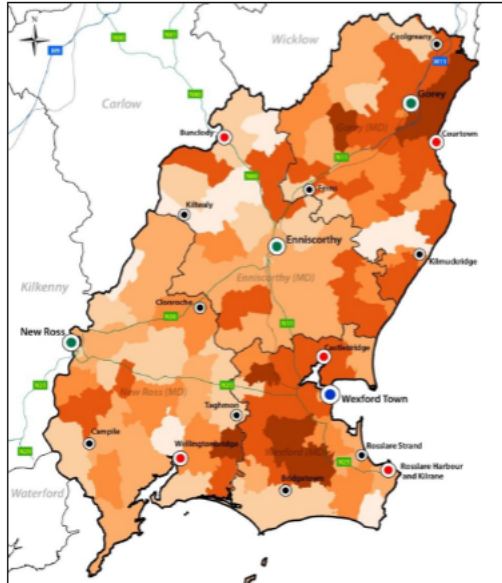 N
Wicklow
Coolgreany
M11
N80
Carlow
Gorey
Bunclody
Gorey (MD)
Courtown
N11
N80
Ferns
Kiltealy
Enniscorthy
Kilmuckridge
Enniscorthy (MD)
Kilkenny
Clonroche
N30
N11
New Ross
Castlebridge
N25
N25
New Ross (MD)
Wexford Town
Taghmon
Campile
Wexford (MD)
Rosslare Strand
Wellingtonbridge
N25
Rosslare Harbour
and Kilrane
Bridgetown
Waterford